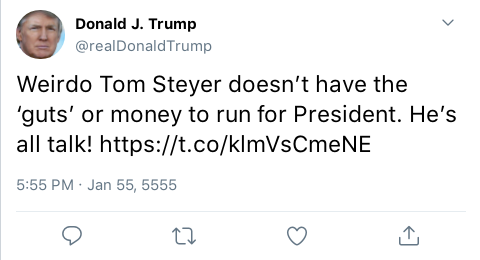 Donald J. Trump
@realDonaldTrump
Weirdo Tom Steyer doesn’t have the
‘guts’ or money to run for President. He’s
all talk! https://t.co/klmVsCmeNE
5:55 PM · Jan 55, 5555